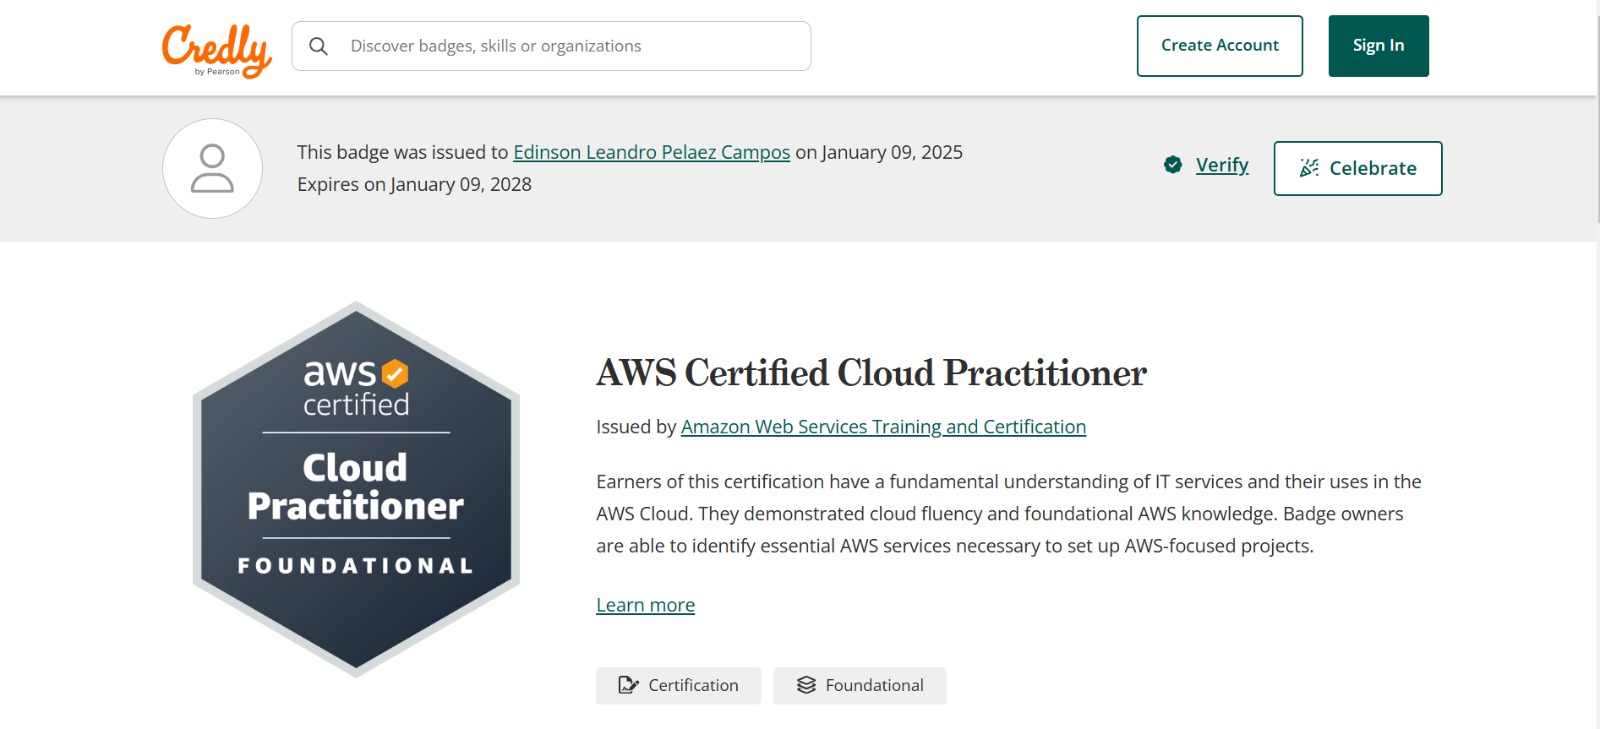 Credly
by Pearson
Discover badges, skills or organizations
Create Account
Sign In
This badge was issued to Edinson Leandro Pelaez Campos on January 09, 2025
Expires on January 09, 2028
Verify
Celebrate
aws
certified
Cloud
Practitioner
FOUNDATIONAL
AWS Certified Cloud Practitioner
Issued by Amazon Web Services Training and Certification
Earners of this certification have a fundamental understanding of IT services and their uses in the
AWS Cloud. They demonstrated cloud fluency and foundational AWS knowledge. Badge owners
are able to identify essential AWS services necessary to set up AWS-focused projects.
Learn more
Certification
Foundational